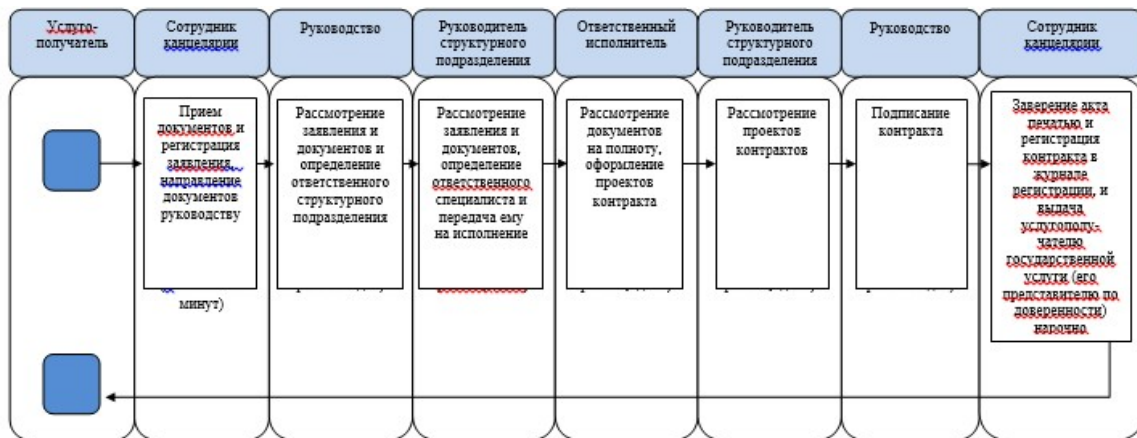 Услуго-
получатель
Сотрудник
канцелярии
Руководство
Руководитель
структурного
подразделения
Ответственный
исполнитель
Руководитель
структурного
подразделения
Руководство
Сотрудник
канцелярии
Прием
документов и
регистрация
заявления,
направление
документов
руководству
минут)
Рассмотрение
заявления и
документов и
определение
ответственного
структурного
подразделения
Рассмотрение
заявления и
документов,
определение
ответственного
специалиста и
передача ему
на исполнение
Рассмотрение
документов
на полноту,
оформление
проектов
контракта
Рассмотрение
проектов
контрактов
Подписание
контракта
Заверение акта
печатью и
регистрация
контракта в
журнале
регистрации, и
выдача
услугополу-
чателю
государственной
услуги (его
представителю по
доверенности)
нарочно